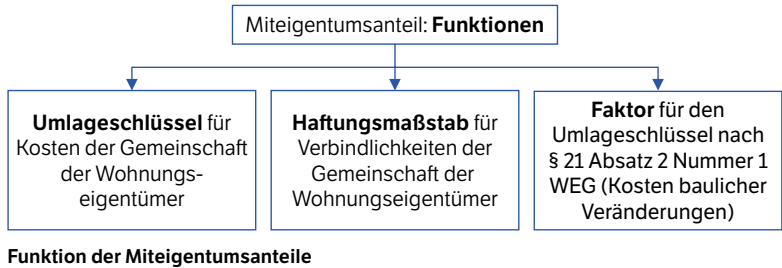 Miteigentumsanteil: Funktionen
Umlageschlüssel für
Kosten der Gemeinschaft
der Wohnungs-
eigentümer
Haftungsmaßstab für
Verbindlichkeiten der
Gemeinschaft der
Wohnungseigentümer
Faktor für den
Umlageschlüssel nach
§ 21 Absatz 2 Nummer 1
WEG (Kosten baulicher
Veränderungen)
Funktion der Miteigentumsanteile